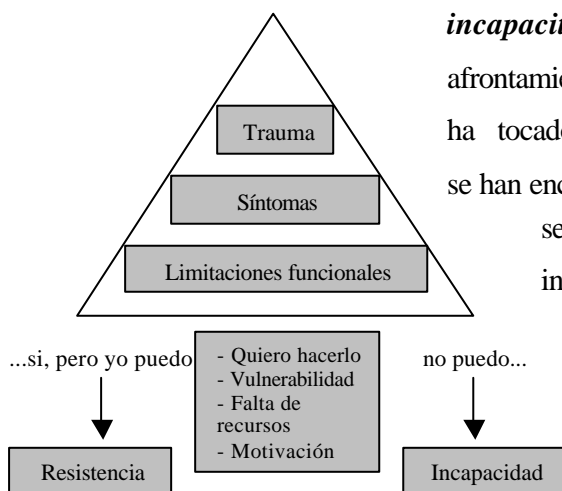 incapacit
afrontamie
ha tocado
se han enc
se
in
Trauma
Síntomas
Limitaciones funcionales
...si, pero yo puedo
- Quiero hacerlo
- Vulnerabilidad
- Falta de
recursos
- Motivación
no puedo...
Resistencia
Incapacidad